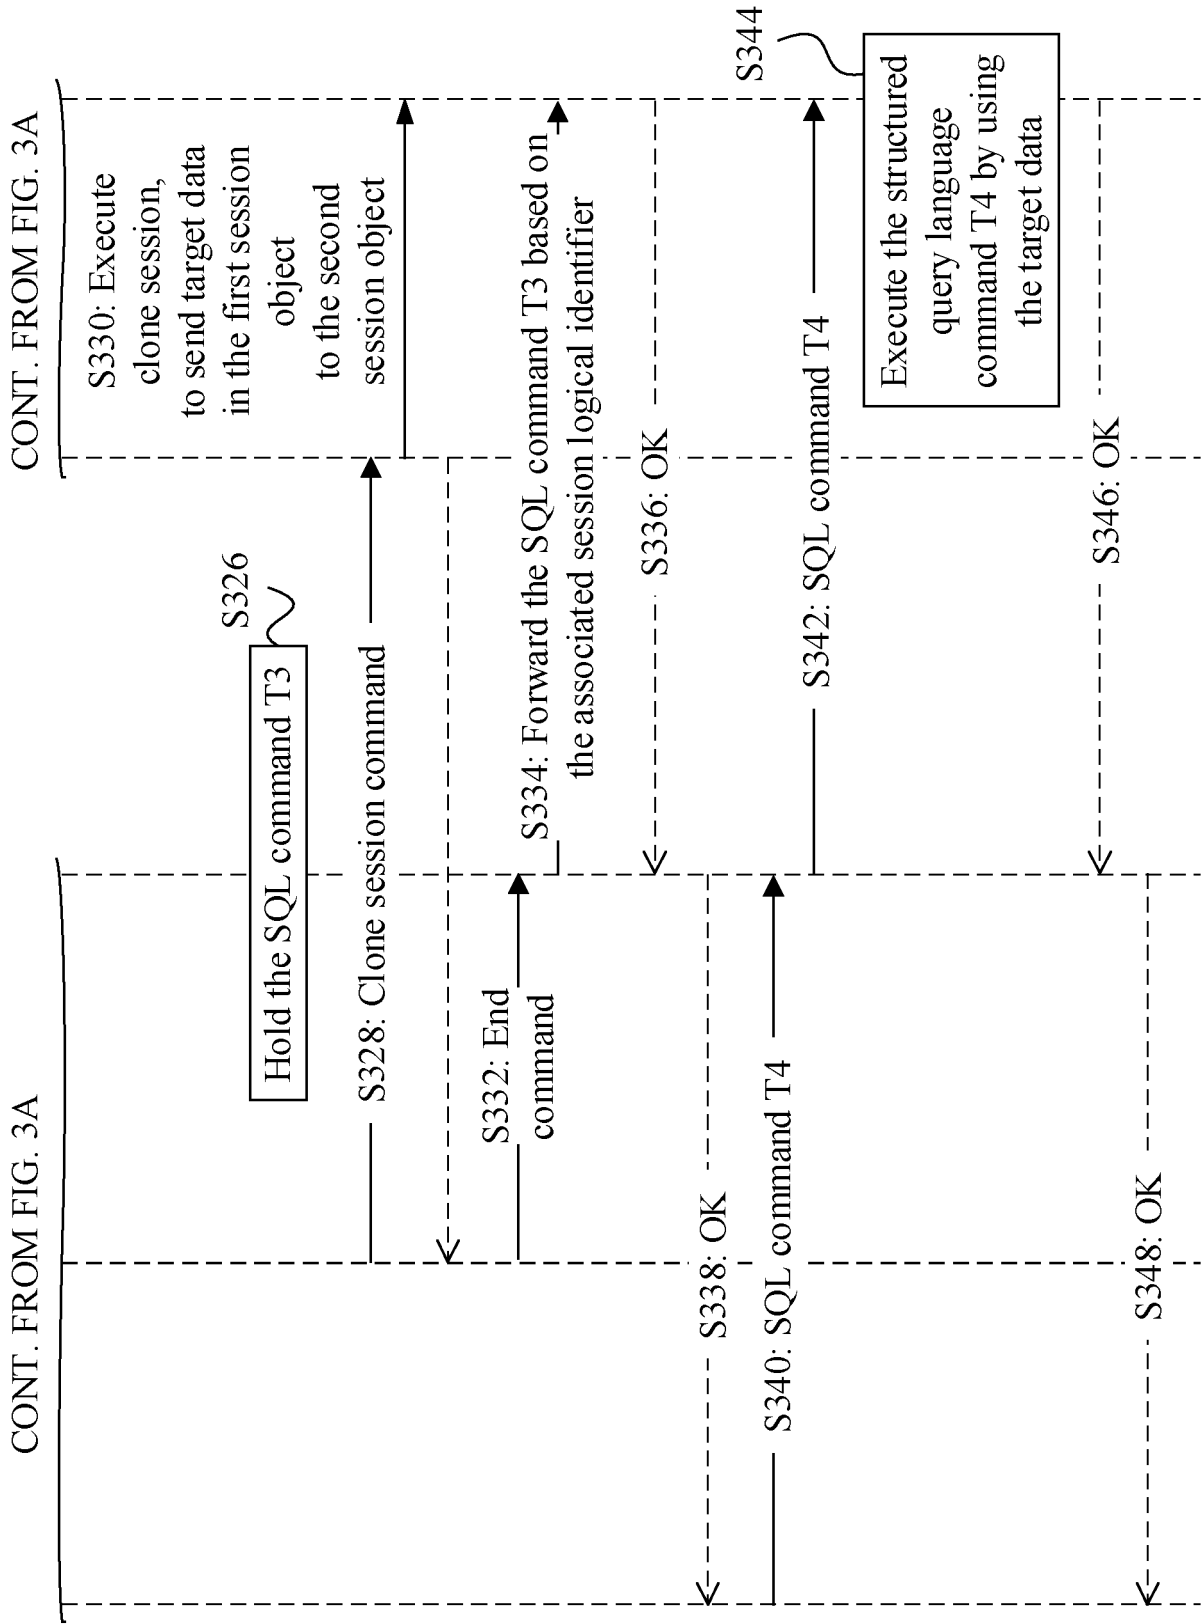 CONT. FROM FIG. 3A
CONT. FROM FIG. 3A
S326
Hold the SQL command T3
S328: Clone session command
S330: Execute
clone session,
to send target data
in the first session
object
to the second
session object
S332: End
command
S334: Forward the SQL command T3 based on
the associated session logical identifier
S336: OK
S338: OK
S340: SQL command T4
S342: SQL command T4
S344
Execute the structured
query language
command T4 by using
the target data
S346: OK
S348: OK